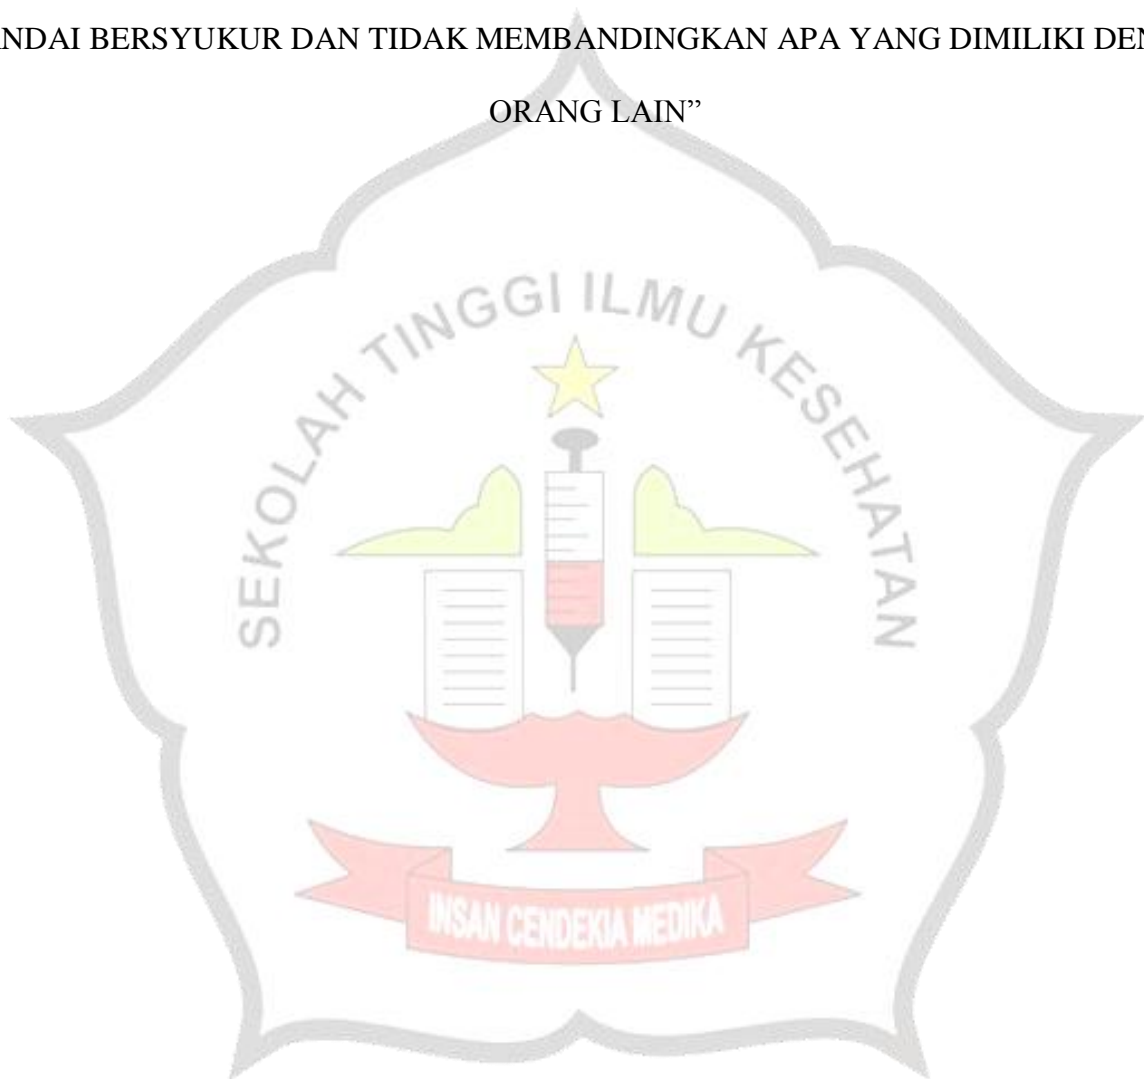 NDAI BERSYUKUR DAN TIDAK MEMBANDINGKAN APA YANG DIMILIKI DEN
ORANG LAIN”
SEKOLAH TINGGI ILMU KESEHATAN
INSAN CENDEKIA MEDIKA